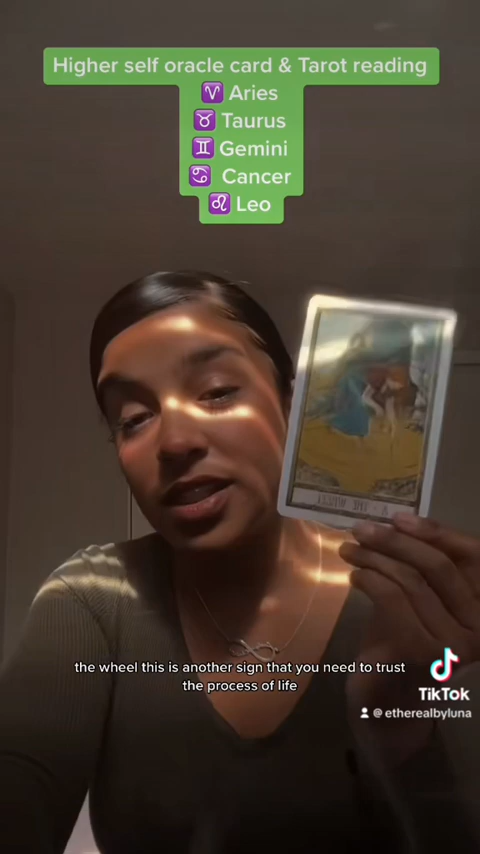 Higher self oracle card & Tarot reading
♈ Aries
♉ Taurus
♊ Gemini
♋ Cancer
♌ Leo
the wheel this is another sign that you need to trust
the process of life
TikTok
@etherealbyluna